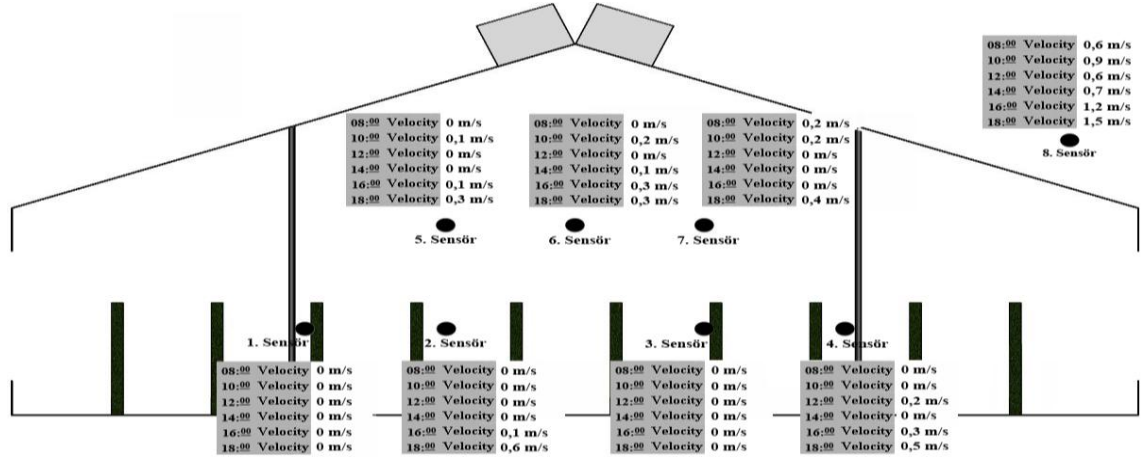 08:00 Velocity 0,6 m/s
10:00 Velocity 0,9 m/s
12:00 Velocity 0,6 m/s
14:00 Velocity 0,7 m/s
16:00 Velocity 1,2 m/s
18:00 Velocity 1,5 m/s
8. Sensör
08:00 Velocity 0 m/s
10:00 Velocity 0,1 m/s
12:00 Velocity 0 m/s
14:00 Velocity 0 m/s
16:00 Velocity 0,1 m/s
18:00 Velocity 0,3 m/s
5. Sensör
08:00 Velocity 0 m/s
10:00 Velocity 0,2 m/s
12:00 Velocity 0 m/s
14:00 Velocity 0,1 m/s
16:00 Velocity 0,3 m/s
18:00 Velocity 0,3 m/s
6. Sensör
08:00 Velocity 0,2 m/s
10:00 Velocity 0,2 m/s
12:00 Velocity 0 m/s
14:00 Velocity 0 m/s
16:00 Velocity 0 m/s
18:00 Velocity 0,4 m/s
7. Sensör
1. Sensör
08:00 Velocity 0 m/s
10:00 Velocity 0 m/s
12:00 Velocity 0 m/s
14:00 Velocity 0 m/s
16:00 Velocity 0 m/s
18:00 Velocity 0 m/s
2. Sensör
08:00 Velocity 0 m/s
10:00 Velocity 0 m/s
12:00 Velocity 0 m/s
14:00 Velocity 0 m/s
16:00 Velocity 0,1 m/s
18:00 Velocity 0,6 m/s
3. Sensör
08:00 Velocity 0 m/s
10:00 Velocity 0 m/s
12:00 Velocity 0 m/s
14:00 Velocity 0 m/s
16:00 Velocity 0 m/s
18:00 Velocity 0 m/s
4. Sensör
08:00 Velocity 0 m/s
10:00 Velocity 0 m/s
12:00 Velocity 0,2 m/s
14:00 Velocity 0 m/s
16:00 Velocity 0,3 m/s
18:00 Velocity 0,5 m/s